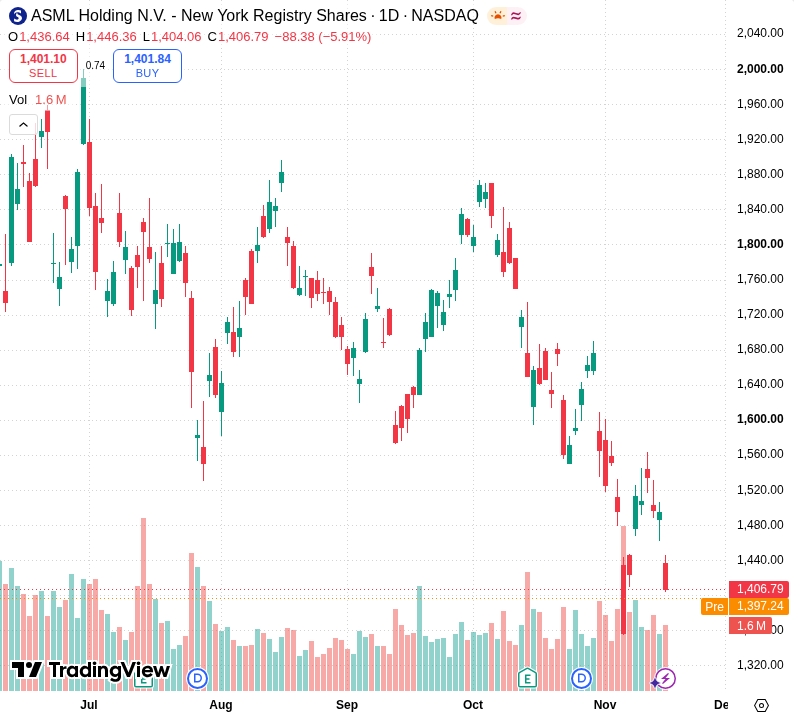 ASML Holding N.V. - New York Registry Shares · 1D · NASDAQ
O1,436.64 H1,446.36 L1,404.06 C1,406.79 −88.38 (−5.91%)
1,401.10
SELL
0.74
1,401.84
BUY
Vol 1.6 M
2,040.00
2,000.00
1,960.00
1,920.00
1,880.00
1,840.00
1,800.00
1,760.00
1,720.00
1,680.00
1,640.00
1,600.00
1,560.00
1,520.00
1,480.00
1,440.00
1,406.79
Pre 1,397.24
1.6 M
1,320.00
TradingView
E
D
E
D
Jul Aug Sep Oct Nov De